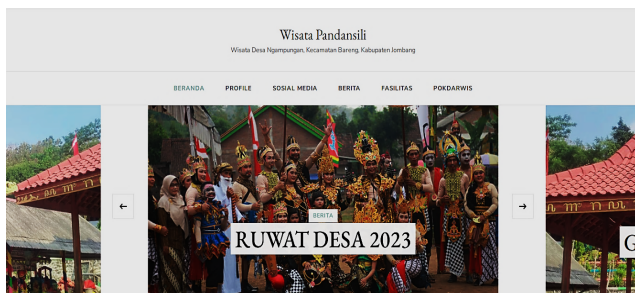 Wisata Pandansili
Wisata Desa Ngampungan, Kecamatan Bareng, Kabupaten Jombang
BERANDA PROFILE SOSIAL MEDIA BERITA FASILITAS POKDARWIS
BERITA
RUWAT DESA 2023
G